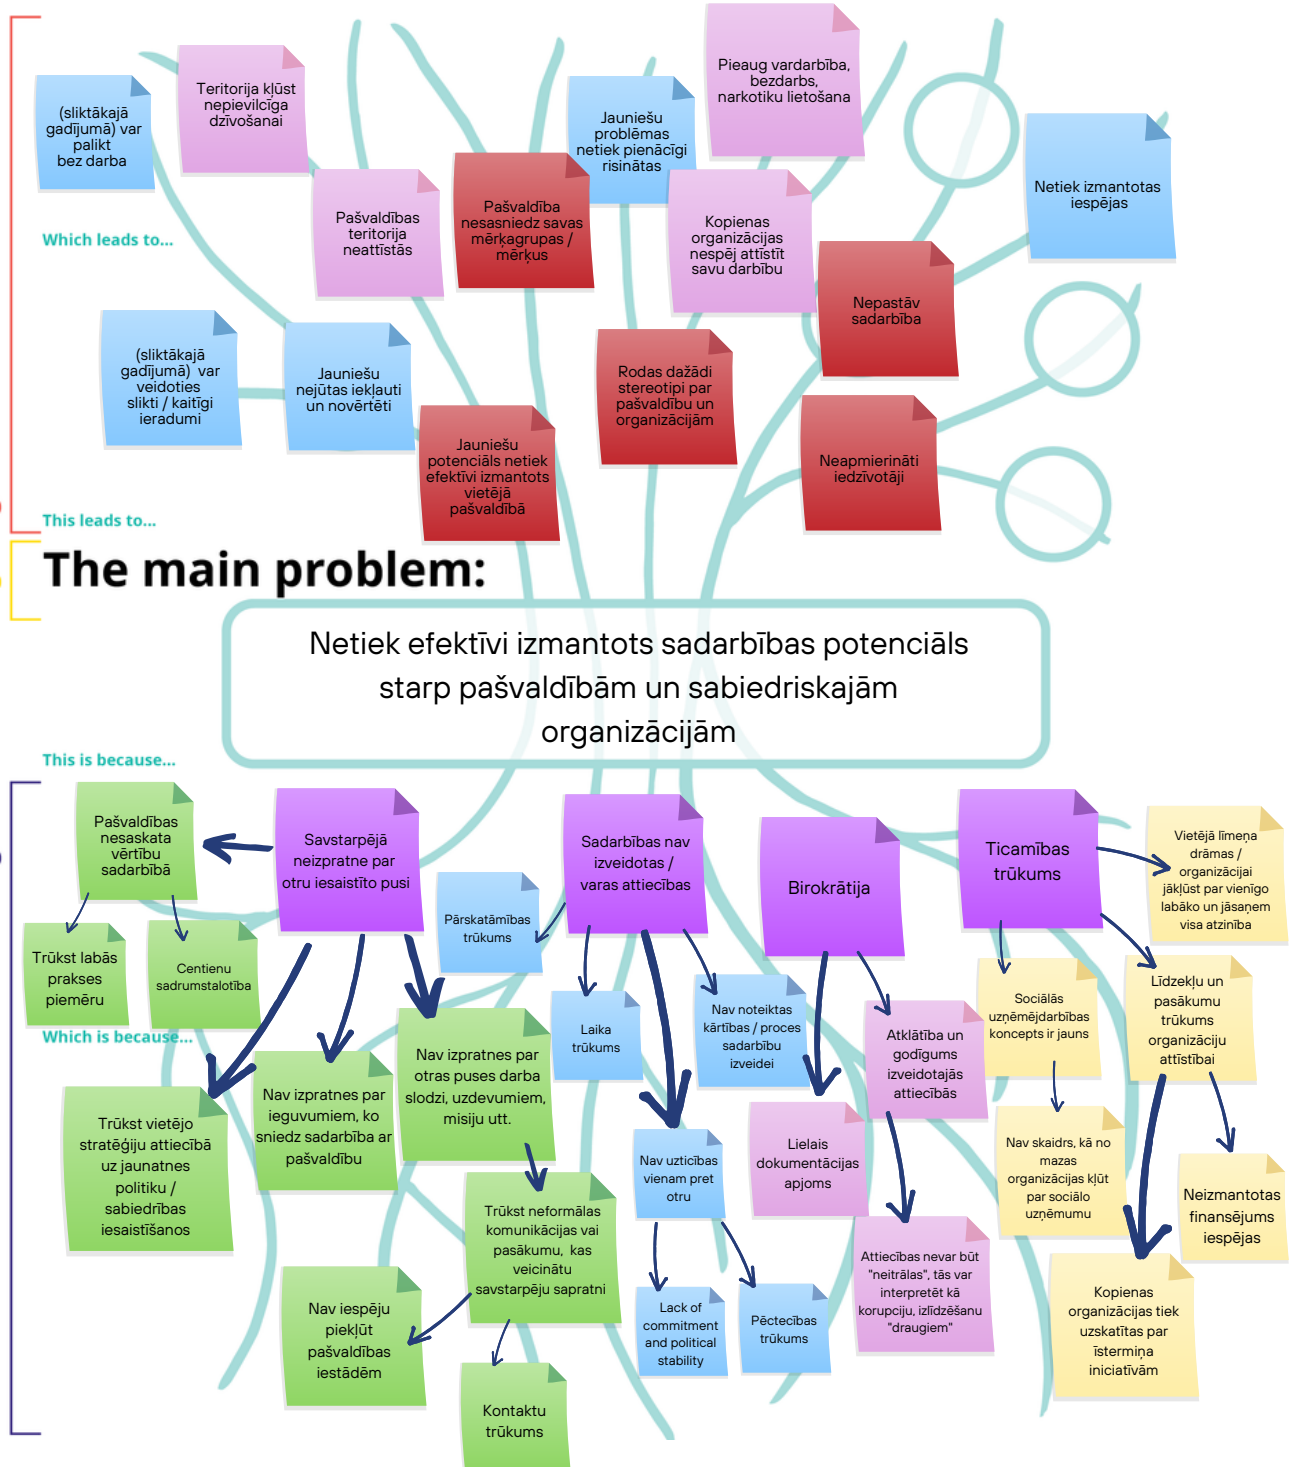 Pieaug vardarbība,
bezdarbs,
narkotiku lietošana
Teritorija kļūst
nepievilcīga
dzīvošanai
(sliktākajā
gadījumā) var
palikt
bez darba
Jauniešu
problēmas
netiek pienācīgi
risinātas
Netiek izmantotas
iespējas
Pašvaldības
teritorija
neattīstās
Pašvaldība
nesasniedz savas
mērķagrupas /
mērķus
Kopienas
organizācijas
nespēj attīstīt
savu darbību
Which leads to...
Nepastāv
sadarbība
(sliktākajā
gadījumā) var
veidoties
slikti / kaitīgi
ieradumi
Jauniešu
nejūtas iekļauti
un novērtēti
Rodas dažādi
stereotipi par
pašvaldību un
organizācijām
Jauniešu
potenciāls netiek
efektīvi izmantots
vietējā
pašvaldībā
Neapmierināti
iedzīvotāji
This leads to...
The main problem:
Netiek efektīvi izmantots sadarbības potenciāls
starp pašvaldībām un sabiedriskajām
organizācijām
This is because...
Pašvaldības
nesaskata
vērtību
sadarbībā
Savstarpējā
neizpratne par
otru iesaistīto pusi
Sadarbības nav
izveidotas /
varas attiecības
Birokrātija
Ticamības
trūkums
Vietējā līmeņa
drāmas /
organizācijai
jākļūst par vienīgo
labāko un jāsaņem
visa atzinība
Pārskatāmības
trūkums
Trūkst labās
prakses
piemēru
Centienu
sadrumstalotība
Laika
trūkums
Nav noteiktas
kārtības / proces
sadarbību
izveidei
Atklātība un
godīgums
izveidotajās
attiecībās
Sociālās
uzņēmējdarbības
koncepts ir jauns
Līdzekļu un
pasākumu
trūkums
organizāciju
attīstībai
Which is because...
Trūkst vietējo
stratēģiju attiecībā
uz jaunatnes
politiku /
sabiedrības
iesaistīšanos
Nav izpratnes par
ieguvumiem, ko
sniedz sadarbība ar
pašvaldību
Nav izpratnes par
otras puses darba
slodzi, uzdevumiem,
misiju utt.
Nav uzticības
vienam pret
otru
Lielais
dokumentācijas
apjoms
Nav skaidrs, kā no
mazas
organizācijas kļūt
par sociālo
uzņēmumu
Neizmantotas
finansējums
iespējas
Trūkst neformālas
komunikācijas vai
pasākumu, kas
veicinātu
savstarpēju sapratni
Attiecības nevar būt
"neitrālas", tās var
interpretēt kā
korupciju, izlīdzēšanu
"draugiem"
Nav iespēju
piekļūt
pašvaldības
iestādēm
Lack of
commitment
and political
stability
Pēctecības
trūkums
Kopienas
organizācijas tiek
uzskatītas par
īstermiņa
iniciatīvām
Kontaktu
trūkums